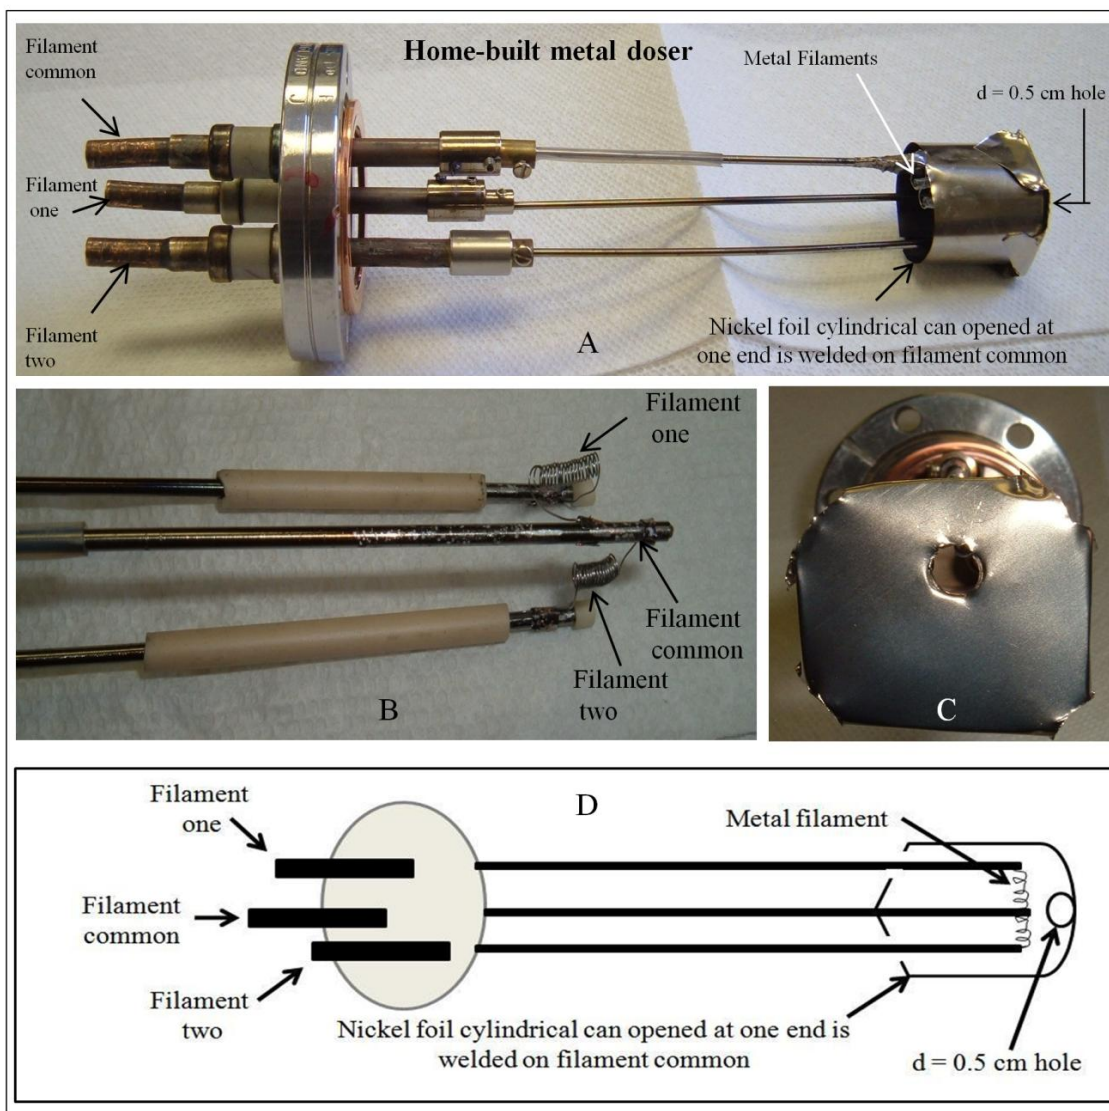 Home-built metal doser
Filament
common
Filament
one
Filament
two
Metal Filaments
d = 0.5 cm hole
Nickel foil cylindrical can opened at
one end is welded on filament common
A
Filament
one
Filament
common
Filament
two
B
C
D
Filament
one
Filament
common
Filament
two
Metal filament
Nickel foil cylindrical can opened at one end is
welded on filament common
d = 0.5 cm hole